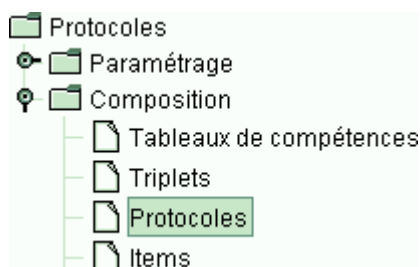 Protocoles
Paramétrage
Composition
Tableaux de compétences
Triplets
Protocoles
Items